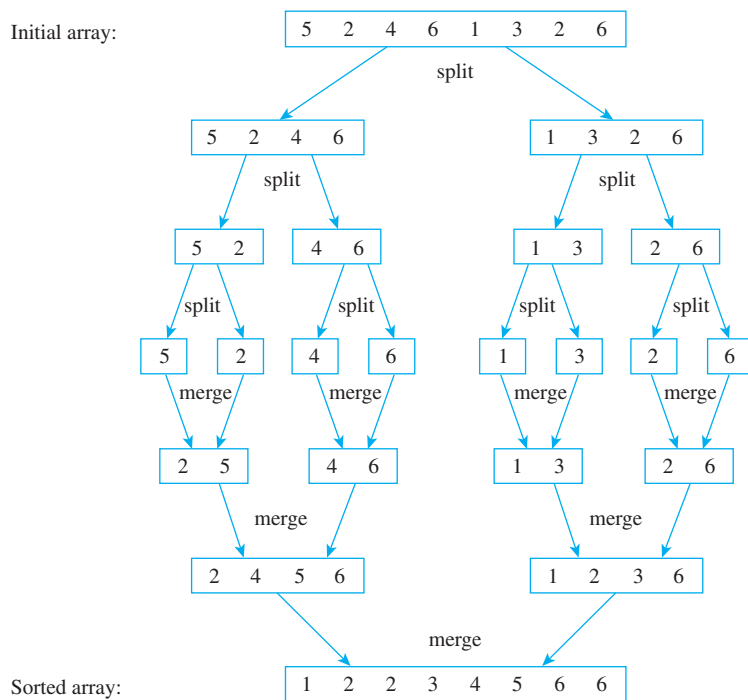 Initial array: 5 2 4 6 1 3 2 6
split
5 2 4 6 1 3 2 6
split split
5 2 4 6 1 3 2 6
split split split split
5 2 4 6 1 3 2 6
merge merge merge merge
2 5 4 6 1 3 2 6
merge merge
2 4 5 6 1 2 3 6
merge
Sorted array: 1 2 2 3 4 5 6 6